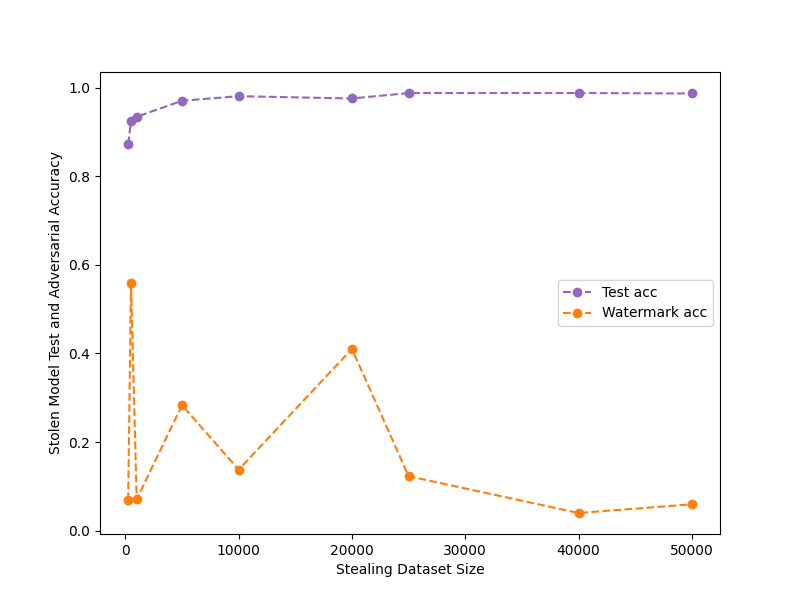 1.0
0.8
0.6
0.4
0.2
0.0
Stolen Model Test and Adversarial Accuracy
Test acc
Watermark acc
0 10000 20000 30000 40000 50000
Stealing Dataset Size